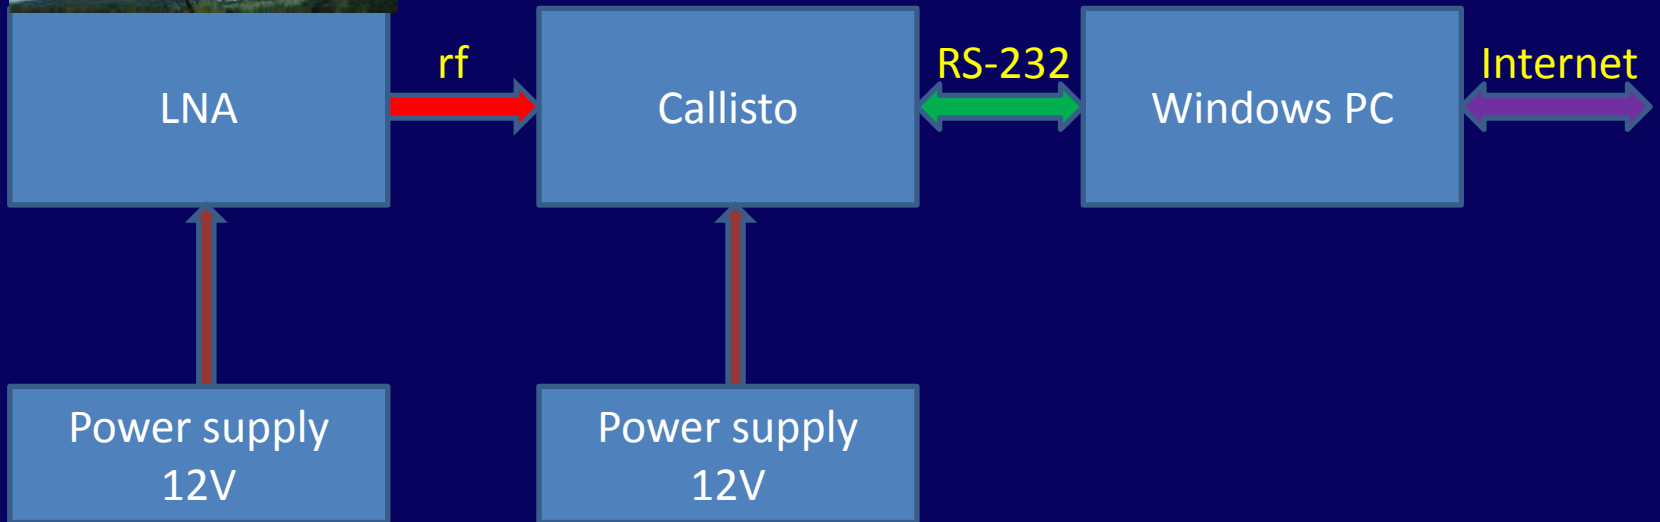 rf
RS-232
Internet
LNA
Callisto
Windows PC
Power supply
12V
Power supply
12V